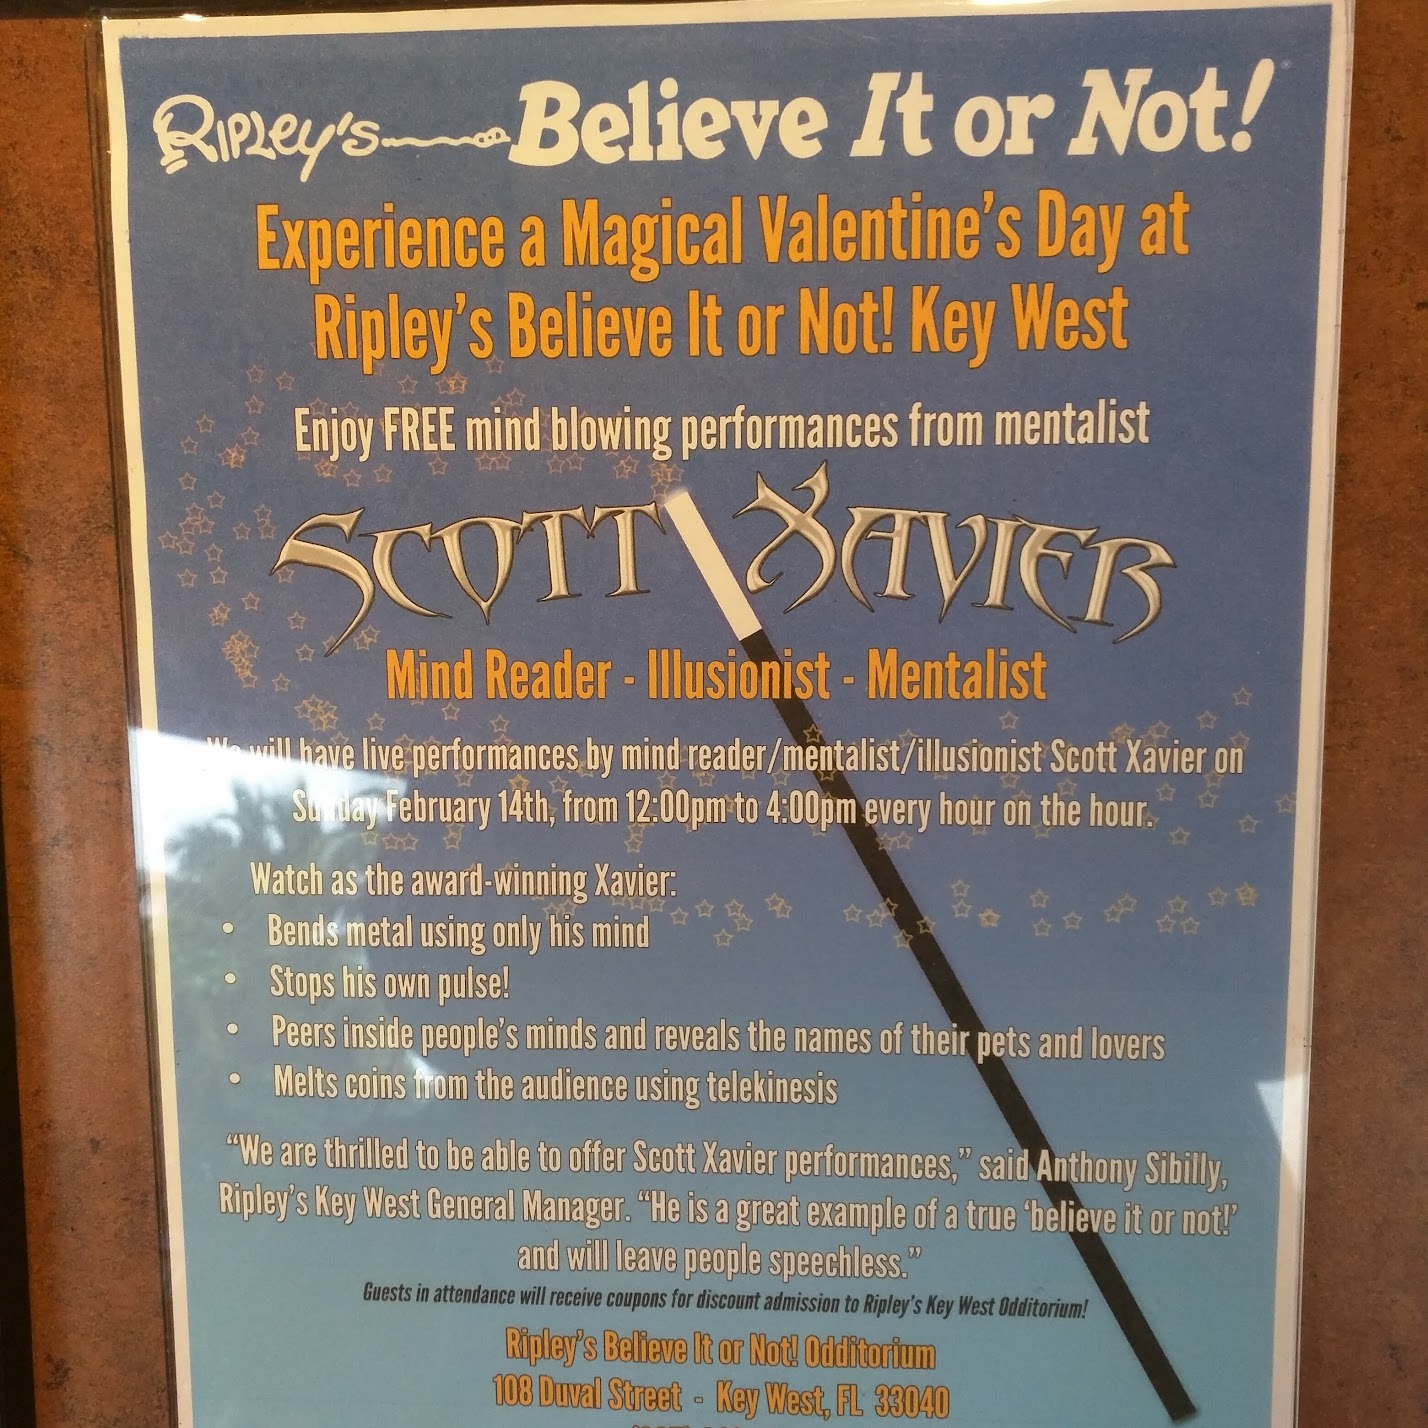 Ripley's Believe It or Not!
Experience a Magical Valentine's Day at
Ripley's Believe It or Not! Key West
Enjoy FREE mind blowing performances from mentalist
SCOTT XAVIER
Mind Reader - Illusionist - Mentalist
We will have live performances by mind reader/mentalist/illusionist Scott Xavier on
Sunday February 14th, from 12:00pm to 4:00pm every hour on the hour.
Watch as the award-winning Xavier:
• Bends metal using only his mind
• Stops his own pulse!
• Peers inside people's minds and reveals the names of their pets and lovers
• Melts coins from the audience using telekinesis
“We are thrilled to be able to offer Scott Xavier performances,” said Anthony Sibilly,
Ripley's Key West General Manager. “He is a great example of a true ‘believe it or not!’
and will leave people speechless.”
Guests in attendance will receive coupons for discount admission to Ripley's Key West Odditorium!
Ripley's Believe It or Not! Odditorium
108 Duval Street - Key West, FL 33040